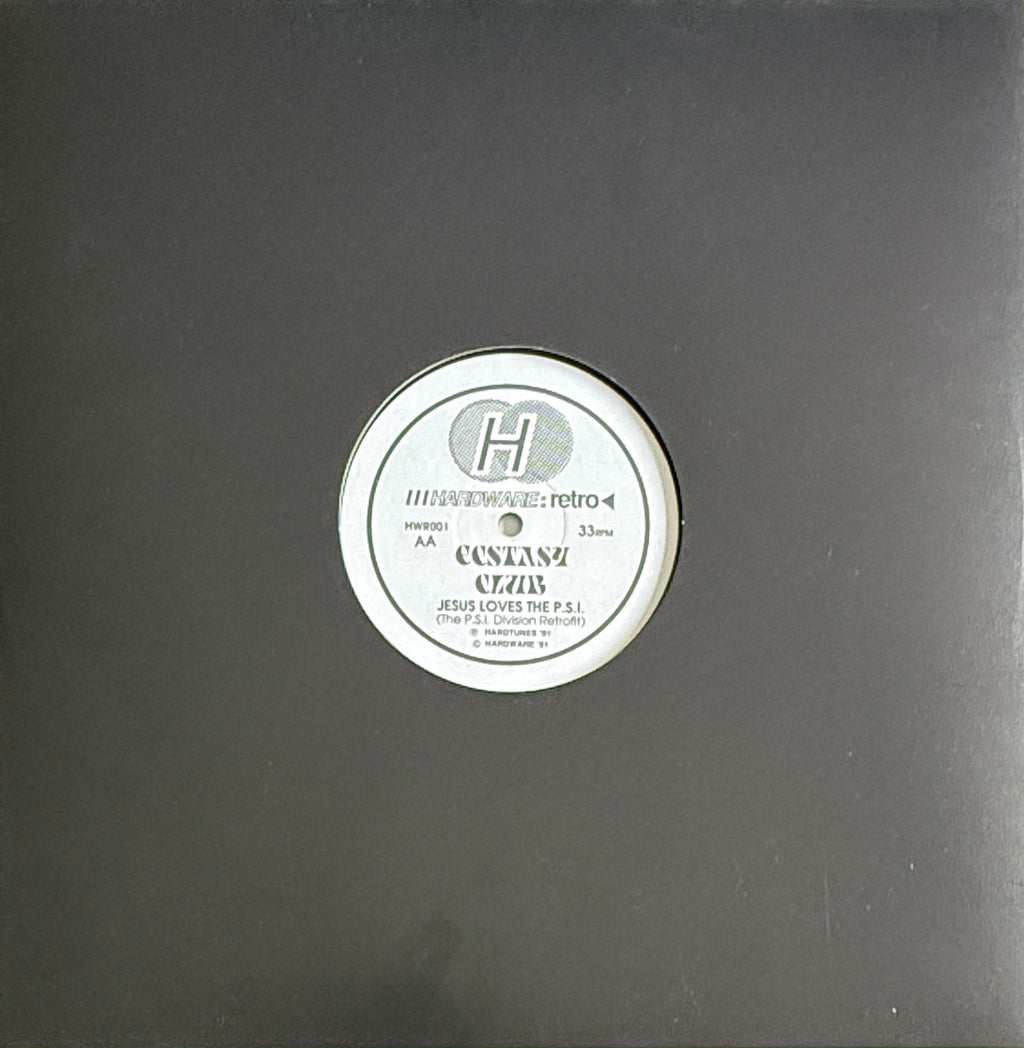 H
///HARDWARE:retro
HWR001
33RPM
AA
ECSTASY
CLUB
JESUS LOVES THE P.S.I.
(The P.S.I. Division Retrofit)
℗ HARDTUNES '91
© HARDWARE '91